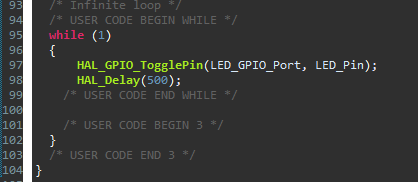 93 /* Infinite loop */
94 /* USER CODE BEGIN WHILE */
95 while (1)
96 {
97 HAL_GPIO_TogglePin(LED_GPIO_Port, LED_Pin);
98 HAL_Delay(500);
99 /* USER CODE END WHILE */
100
101 /* USER CODE BEGIN 3 */
102 }
103 /* USER CODE END 3 */
104 }